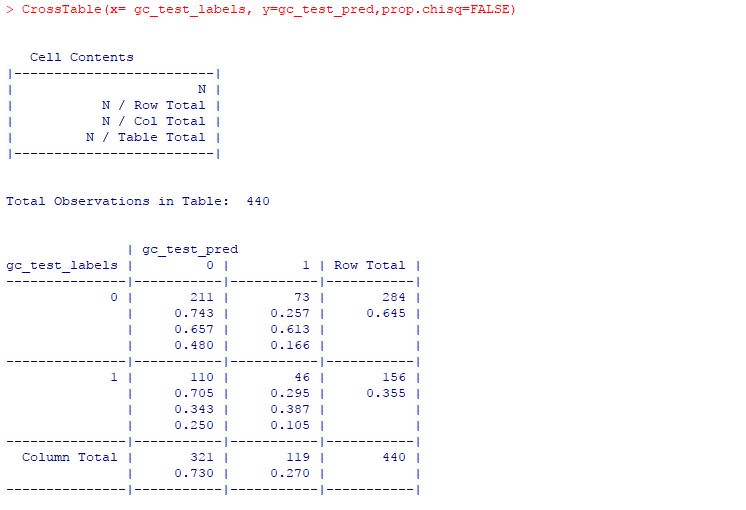 > CrossTable(x= gc_test_labels, y=gc_test_pred,prop.chisq=FALSE)
   Cell Contents
|-------------------------|
|                       N |
|           N / Row Total |
|           N / Col Total |
|         N / Table Total |
|-------------------------|
Total Observations in Table:  440
               | gc_test_pred
gc_test_labels |         0 |         1 | Row Total |
---------------|-----------|-----------|-----------|
             0 |       211 |        73 |       284 |
               |     0.743 |     0.257 |     0.645 |
               |     0.657 |     0.613 |           |
               |     0.480 |     0.166 |           |
---------------|-----------|-----------|-----------|
             1 |       110 |        46 |       156 |
               |     0.705 |     0.295 |     0.355 |
               |     0.343 |     0.387 |           |
               |     0.250 |     0.105 |           |
---------------|-----------|-----------|-----------|
  Column Total |       321 |       119 |       440 |
               |     0.730 |     0.270 |           |
---------------|-----------|-----------|-----------|